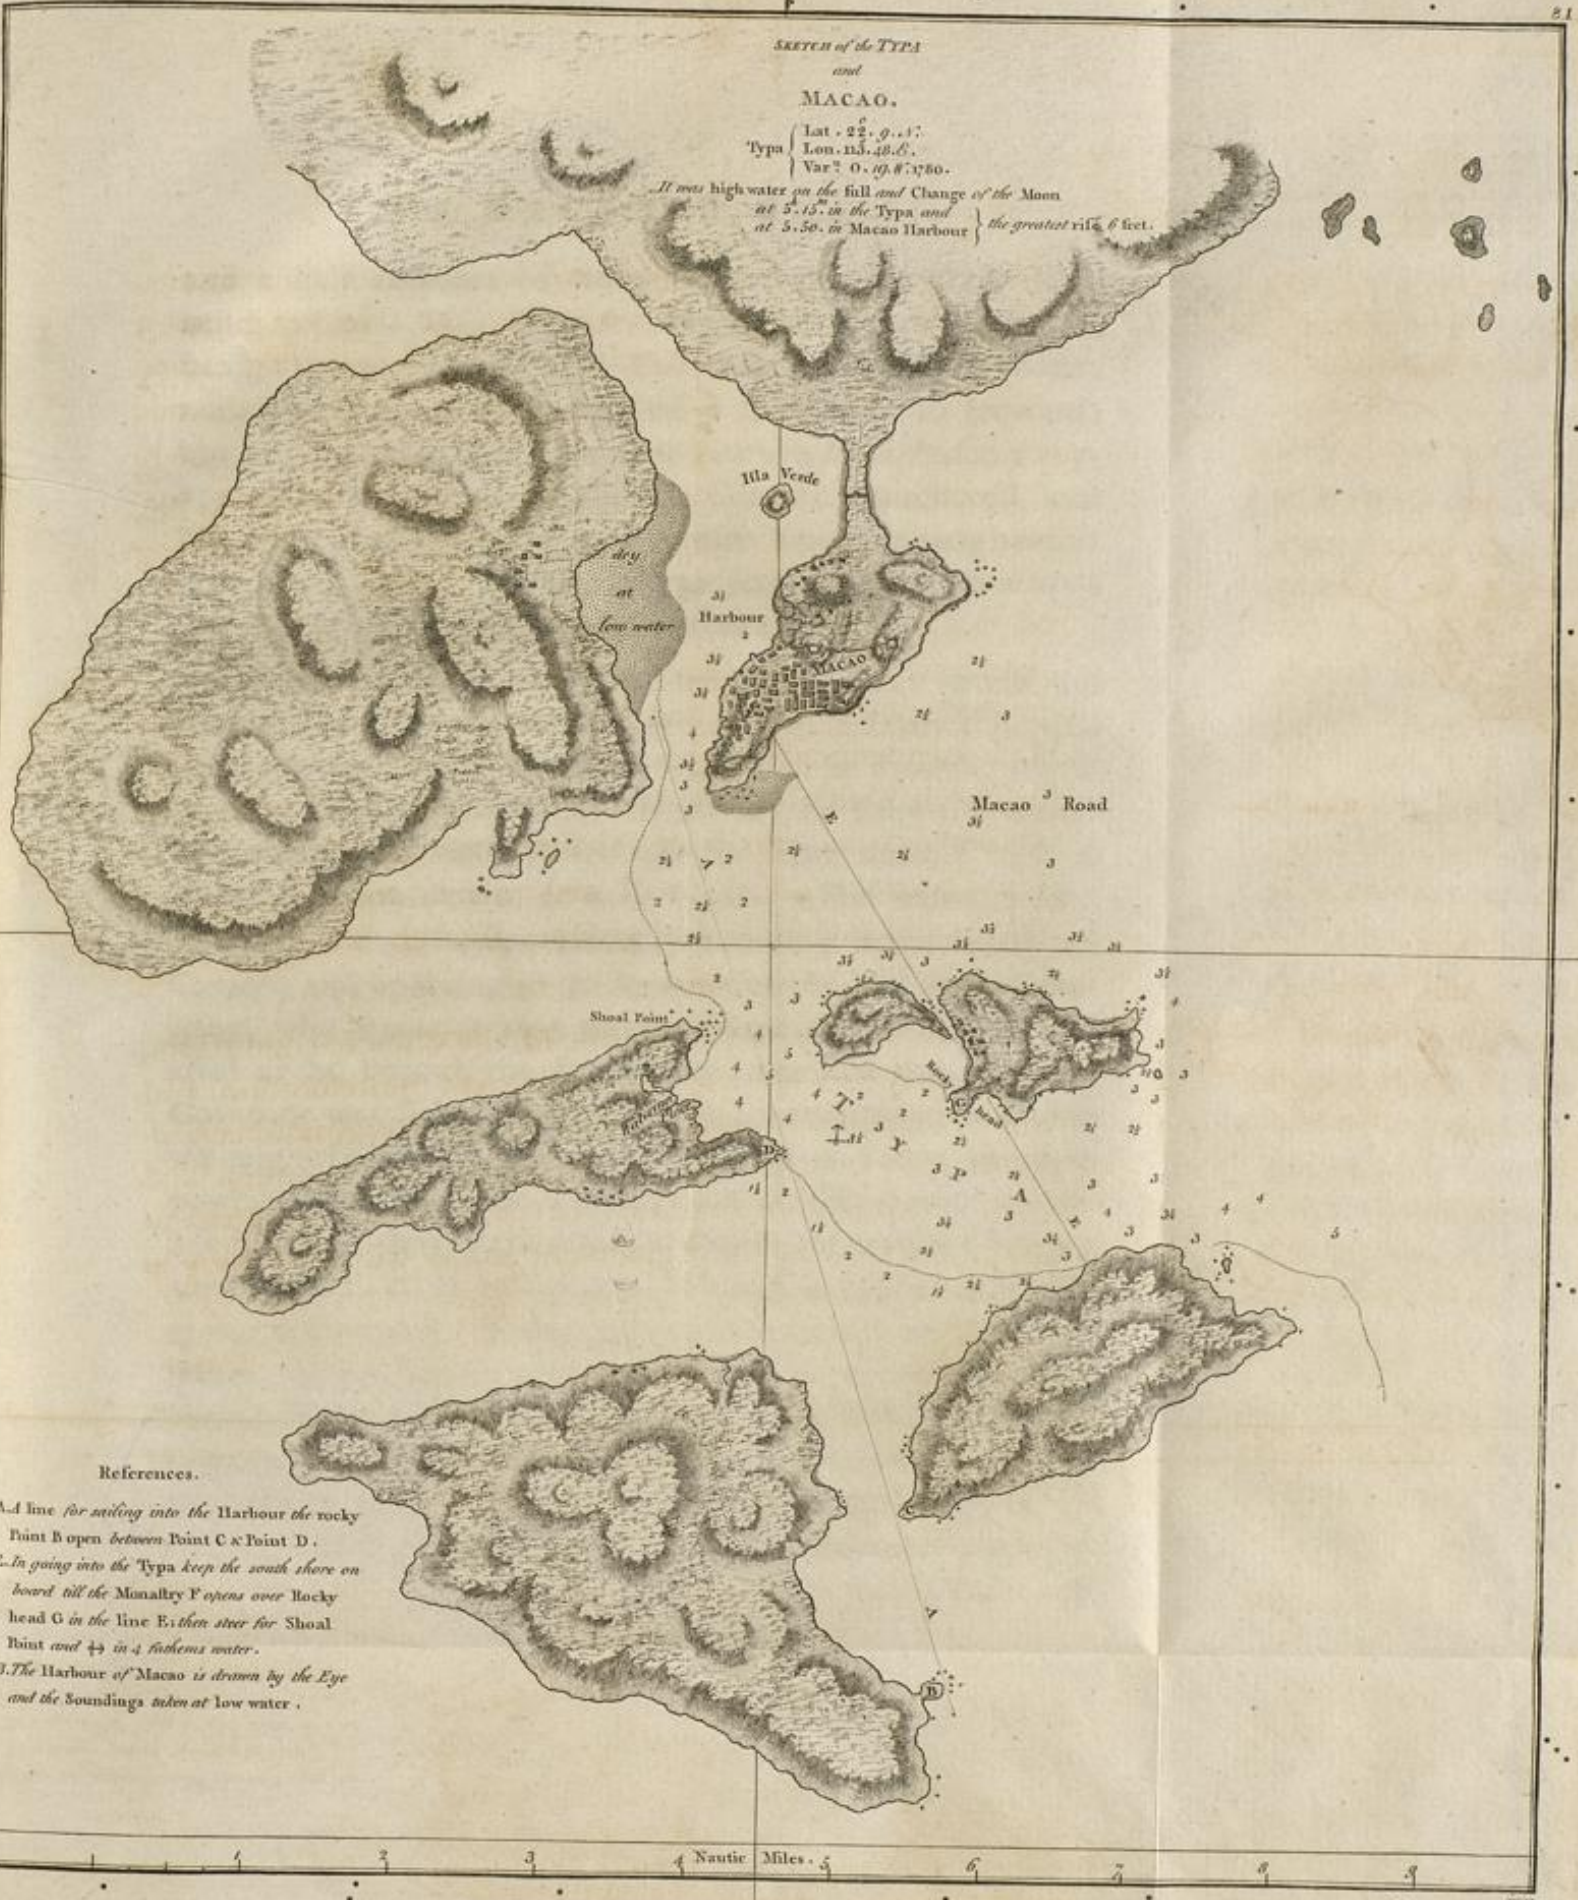 81
SKETCH of the TYPA
and
MACAO.
Typa { Lat. 22°. 9. N.
Lon. 113. 48. E.
Var.n 0. 19. W. 1780.
It was high water on the full and Change of the Moon
at 5h. 15m. in the Typa and
at 5. 50. in Macao Harbour } the greatest rise 6 feet.
Isla Verde
dry
at
low water
Harbour
MACAO
Macao Road
E
A
Shoal Point
D
Rocky
head
G
T
Y
P
A
E
C
A
B
References.
A. A line for sailing into the Harbour the rocky
Point B open between Point C & Point D.
In going into the Typa keep the south shore on
board till the Monastry F opens over Rocky
head G in the line E; then steer for Shoal
Point and ⚓ in 4 fathoms water.
B. The Harbour of Macao is drawn by the Eye
and the Soundings taken at low water.
1 2 3 4 Nautic Miles. 5 6 7 8 9